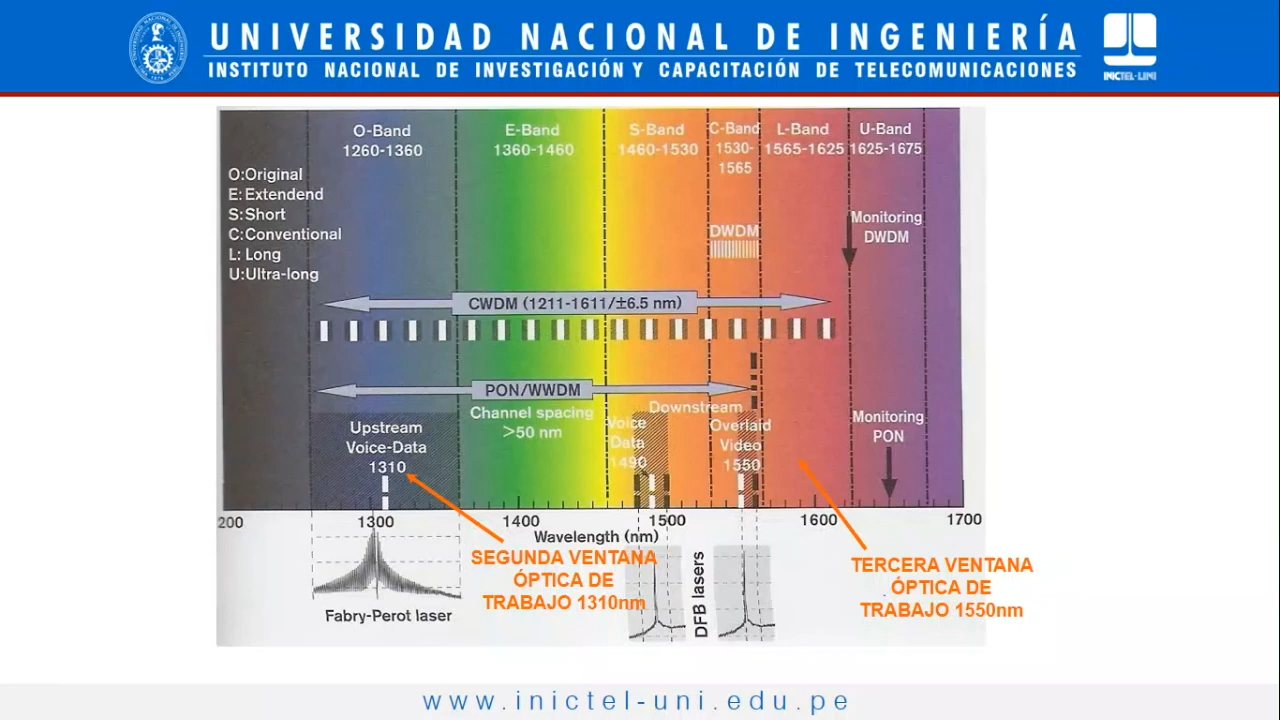 UNIVERSIDAD NACIONAL DE INGENIERÍA
INSTITUTO NACIONAL DE INVESTIGACIÓN Y CAPACITACIÓN DE TELECOMUNICACIONES
INICTEL-UNI
O-Band
1260-1360
E-Band
1360-1460
S-Band
1460-1530
C-Band
1530-
1565
L-Band
1565-1625
U-Band
1625-1675
O:Original
E:Extendend
S:Short
C:Conventional
L: Long
U:Ultra-long
DWDM
Monitoring
DWDM
CWDM (1211-1611/±6.5 nm)
PON/WWDM
Channel spacing
>50 nm
Downstream
Upstream
Voice-Data
1310
Voice
Data
1490
Overlaid
Video
1550
Monitoring
PON
200
1300
1400
1500
1600
1700
Wavelength (nm)
SEGUNDA VENTANA
ÓPTICA DE
TRABAJO 1310nm
TERCERA VENTANA
ÓPTICA DE
TRABAJO 1550nm
Fabry-Perot laser
DFB lasers
www.inictel-uni.edu.pe